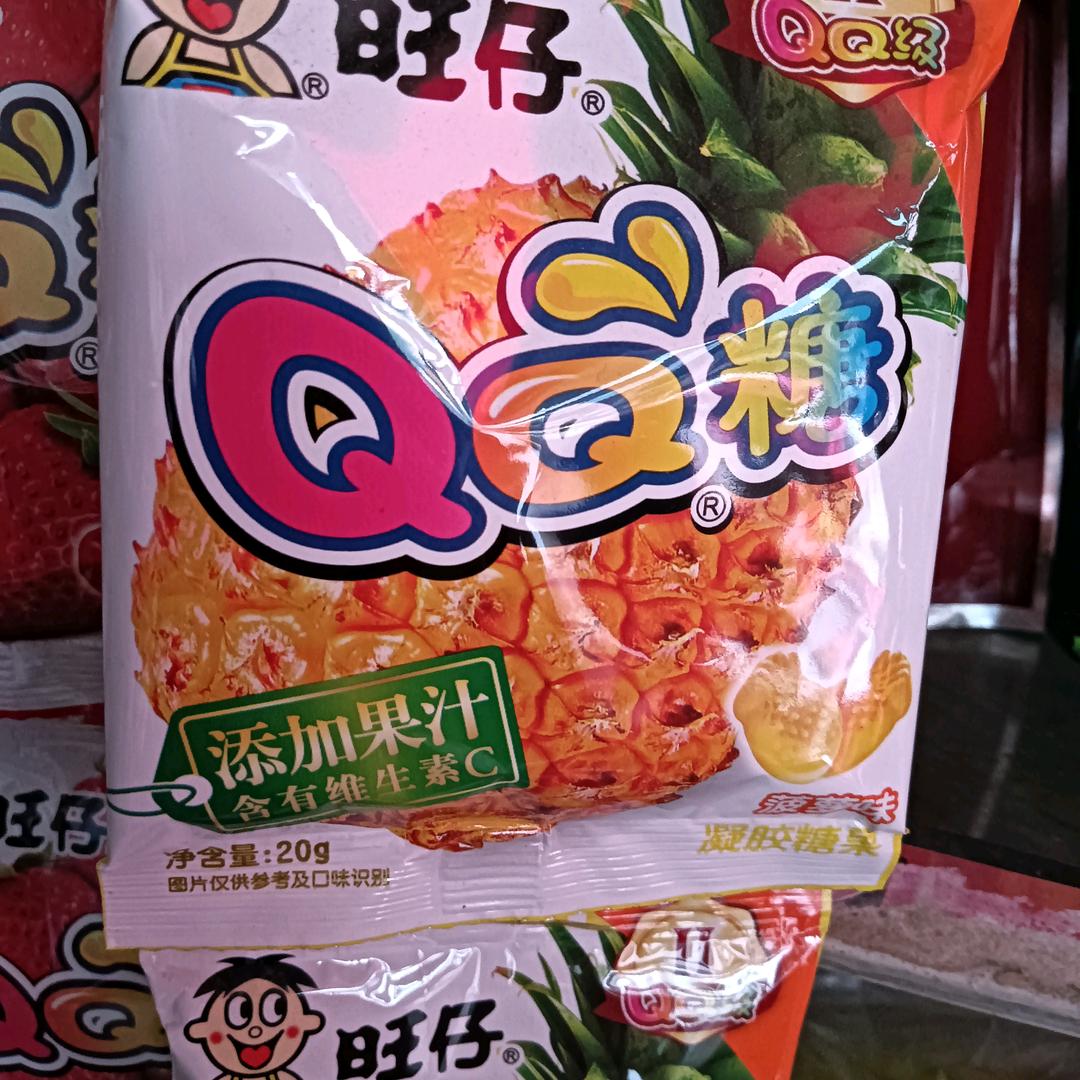 旺仔
QQ级
QQ糖
添加果汁
含有维生素C
菠萝味
凝胶糖果
净含量:20g
图片仅供参考及口味识别
旺仔
旺仔